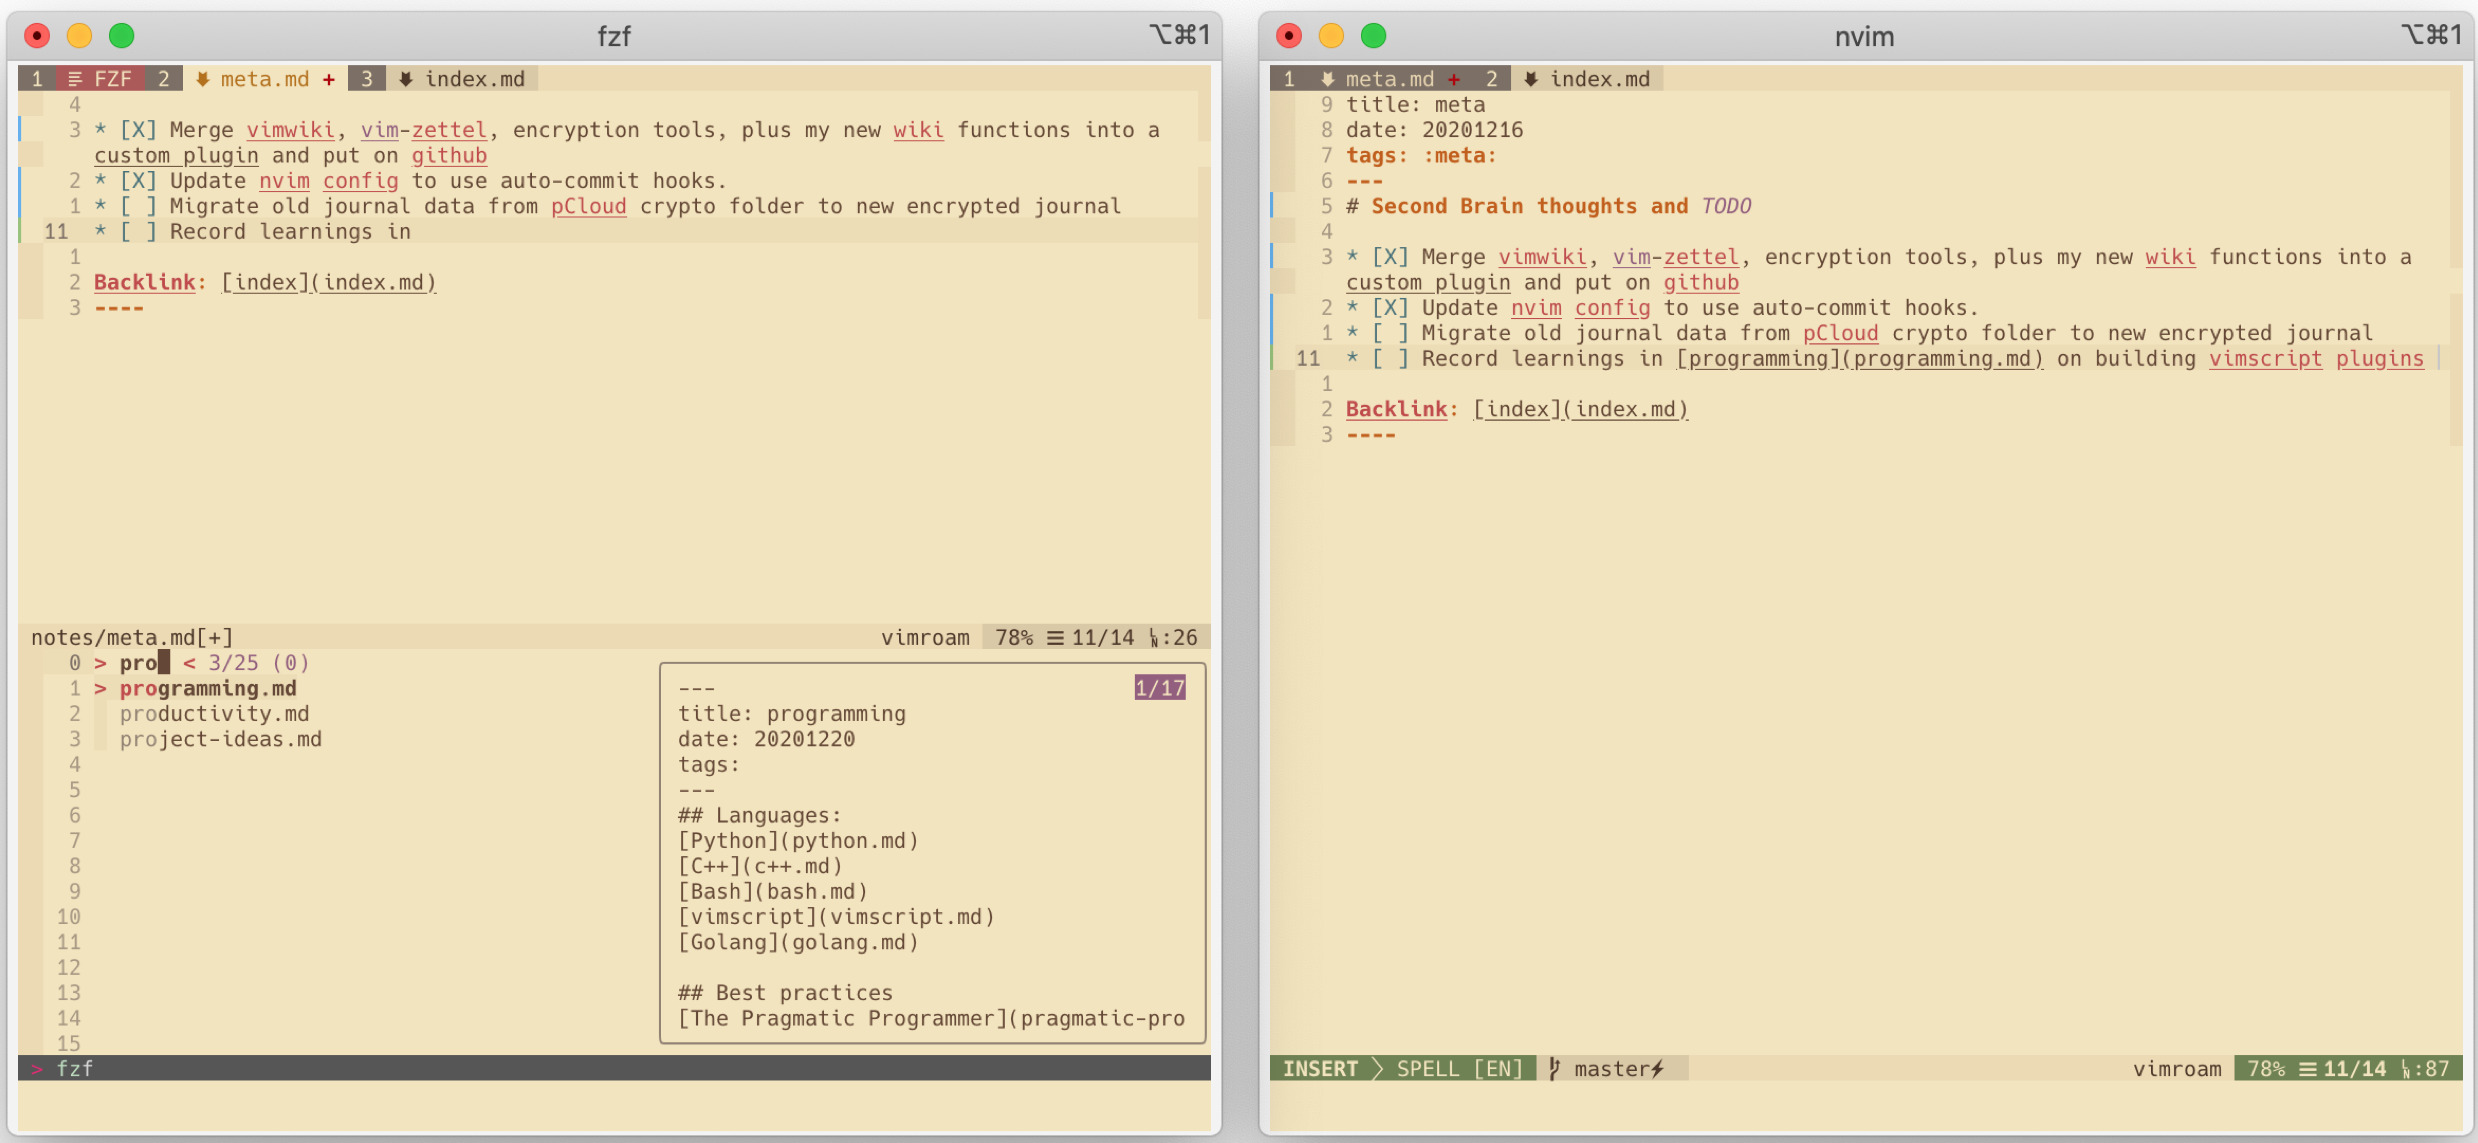 fzf
⌥⌘1
1 FZF 2 meta.md + 3 index.md
4
3 * [X] Merge vimwiki, vim-zettel, encryption tools, plus my new wiki functions into a
custom plugin and put on github
2 * [X] Update nvim config to use auto-commit hooks.
1 * [ ] Migrate old journal data from pCloud crypto folder to new encrypted journal
11 * [ ] Record learnings in
1
2 Backlink: [index](index.md)
3 ----
notes/meta.md[+] vimroam 78% ☰ 11/14 LN:26
0 > pro < 3/25 (0)
1 > programming.md
2 productivity.md
3 project-ideas.md
4
5
6
7
8
9
10
11
12
13
14
15
--- 1/17
title: programming
date: 20201220
tags:
---
## Languages:
[Python](python.md)
[C++](c++.md)
[Bash](bash.md)
[vimscript](vimscript.md)
[Golang](golang.md)
## Best practices
[The Pragmatic Programmer](pragmatic-pro
> fzf
nvim
⌥⌘1
1 meta.md + 2 index.md
9 title: meta
8 date: 20201216
7 tags: :meta:
6 ---
5 # Second Brain thoughts and TODO
4
3 * [X] Merge vimwiki, vim-zettel, encryption tools, plus my new wiki functions into a
custom plugin and put on github
2 * [X] Update nvim config to use auto-commit hooks.
1 * [ ] Migrate old journal data from pCloud crypto folder to new encrypted journal
11 * [ ] Record learnings in [programming](programming.md) on building vimscript plugins
1
2 Backlink: [index](index.md)
3 ----
INSERT SPELL [EN] master⚡ vimroam 78% ☰ 11/14 LN:87